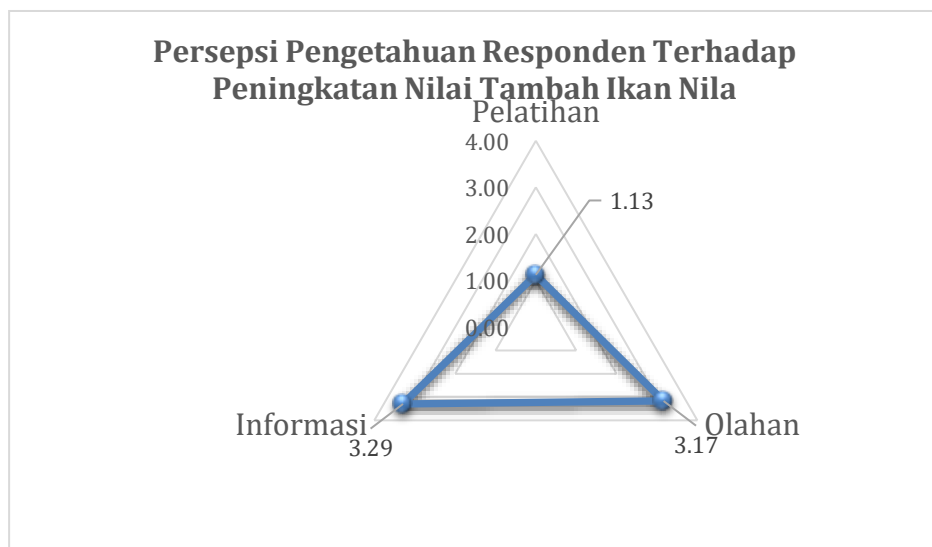 Persepsi Pengetahuan Responden Terhadap
Peningkatan Nilai Tambah Ikan Nila
Pelatihan
4.00
3.00
1.13
2.00
1.00
0.00
Informasi
Olahan
3.29
3.17